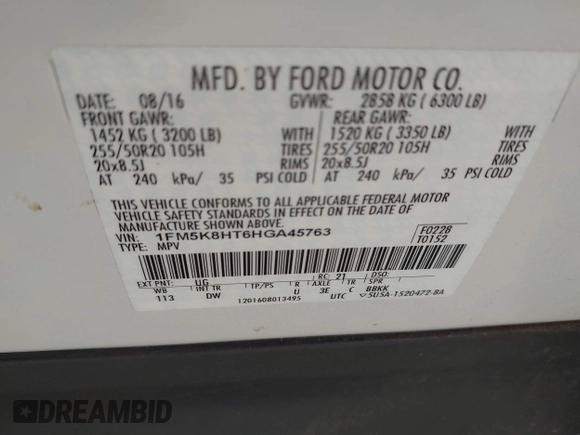 MFD. BY FORD MOTOR CO.
DATE: 08/16 GVWR: 2858 KG ( 6300 LB)
FRONT GAWR: REAR GAWR:
1452 KG ( 3200 LB) WITH 1520 KG ( 3350 LB) WITH
255/50R20 105H TIRES 255/50R20 105H TIRES
20x8.5J RIMS 20x8.5J RIMS
AT 240 kPa/ 35 PSI COLD AT 240 kPa/ 35 PSI COLD
THIS VEHICLE CONFORMS TO ALL APPLICABLE FEDERAL MOTOR
VEHICLE SAFETY STANDARDS IN EFFECT ON THE DATE OF
MANUFACTURE SHOWN ABOVE.
VIN: 1FM5K8HT6HGA45763 F0228
TYPE: MPV T0152
EXT PNT: UG RC: 21 DSO:
WB INT TR TP/PS R AXLE TR SPR
113 DW U 3E C BBKK
1201608013495 UTC 5U5A-1520472-BA
DREAMBID